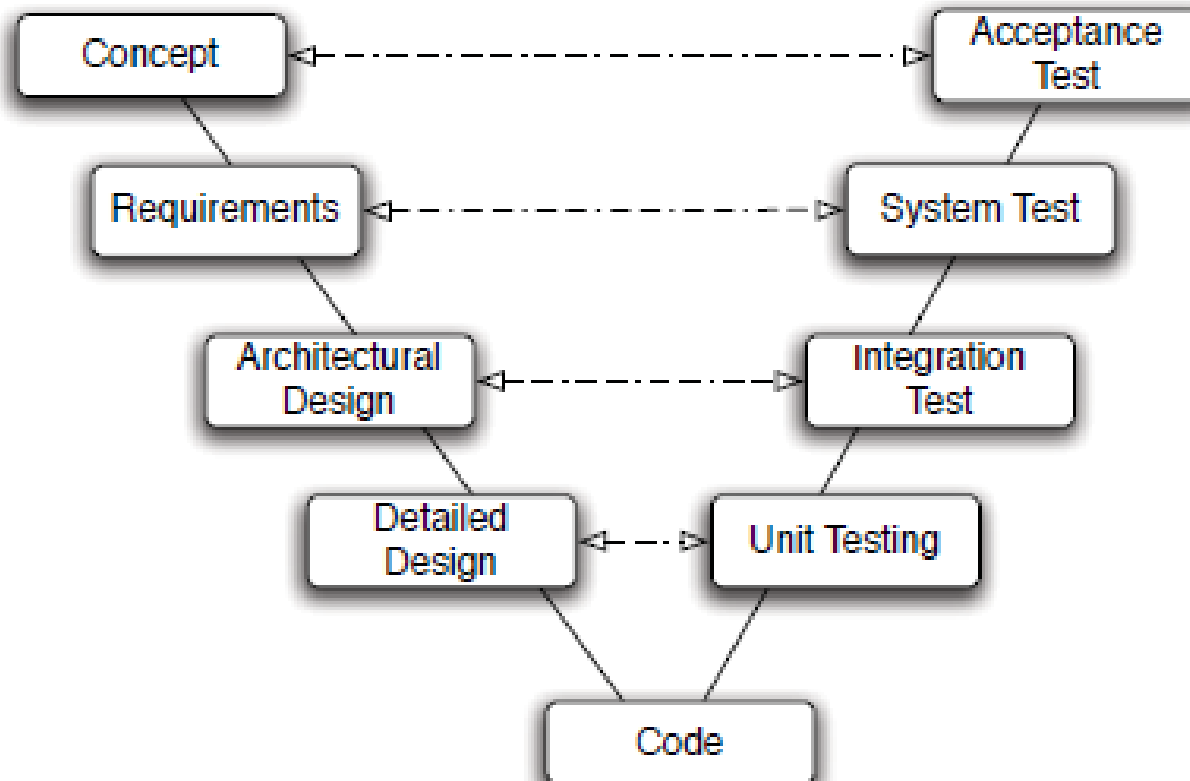 Concept
Acceptance
Test
Requirements
System Test
Architectural
Design
Integration
Test
Detailed
Design
Unit Testing
Code